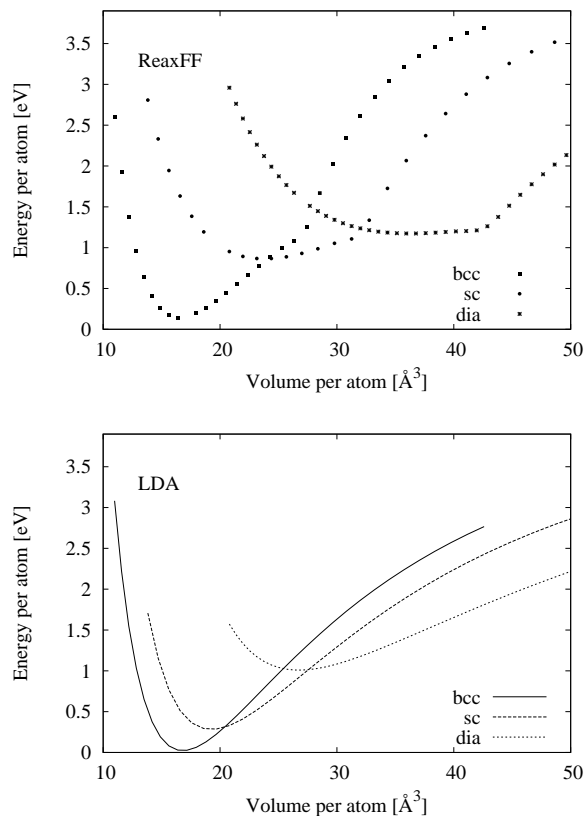 Energy per atom [eV]
3.5
3
2.5
2
1.5
1
0.5
0
ReaxFF
bcc
sc
dia
10
20
30
40
50
Volume per atom [Å³]
Energy per atom [eV]
3.5
3
2.5
2
1.5
1
0.5
0
LDA
bcc
sc
dia
10
20
30
40
50
Volume per atom [Å³]